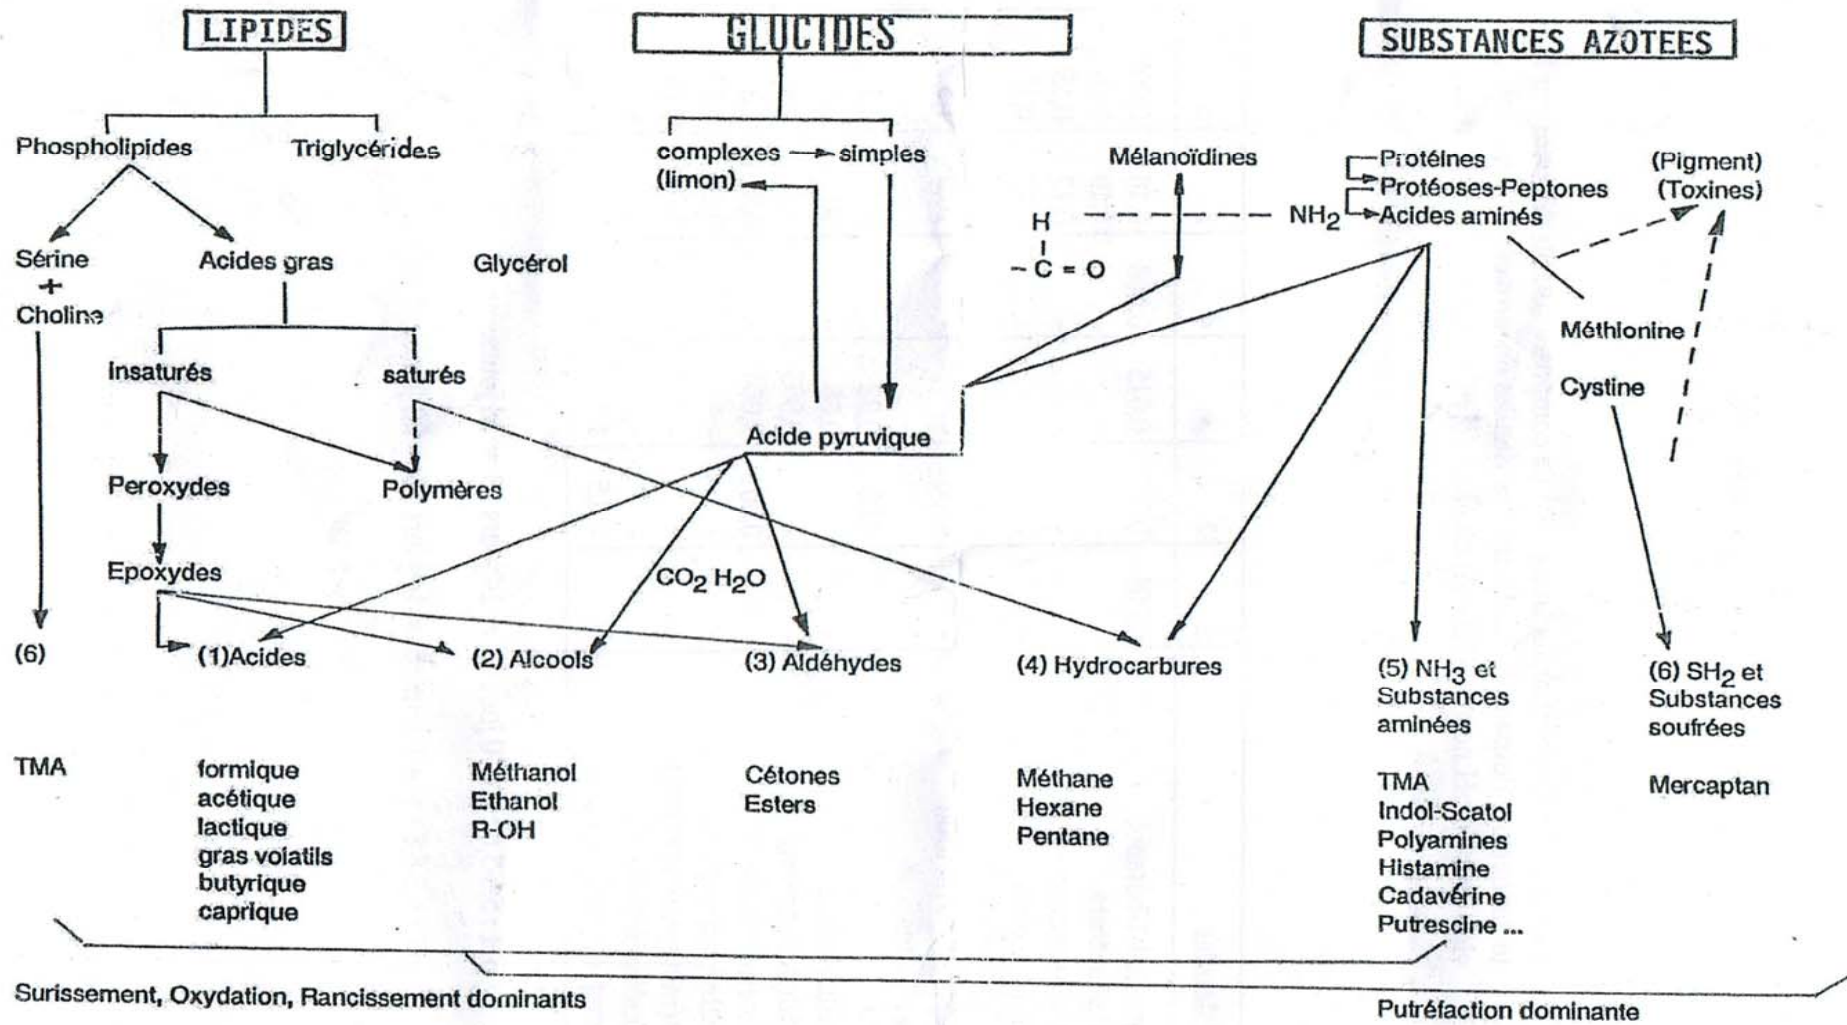 LIPIDES
GLUCIDES
SUBSTANCES AZOTEES
Phospholipides
Triglycérides
complexes
simples
(limon)
Mélanoïdines
Protéines
Protéoses-Peptones
NH2
Acides aminés
(Pigment)
(Toxines)
H
- C = O
Sérine
+
Choline
Acides gras
Glycérol
insaturés
saturés
Méthionine
Cystine
Acide pyruvique
Peroxydes
Polymères
Epoxydes
CO2 H2O
(6)
(1)Acides
(2) Alcools
(3) Aldéhydes
(4) Hydrocarbures
(5) NH3 et
Substances
aminées
(6) SH2 et
Substances
soufrées
TMA
formique
acétique
lactique
gras volatils
butyrique
caprique
Méthanol
Ethanol
R-OH
Cétones
Esters
Méthane
Hexane
Pentane
TMA
Indol-Scatol
Polyamines
Histamine
Cadavérine
Putrescine ...
Mercaptan
Surissement, Oxydation, Rancissement dominants
Putréfaction dominante